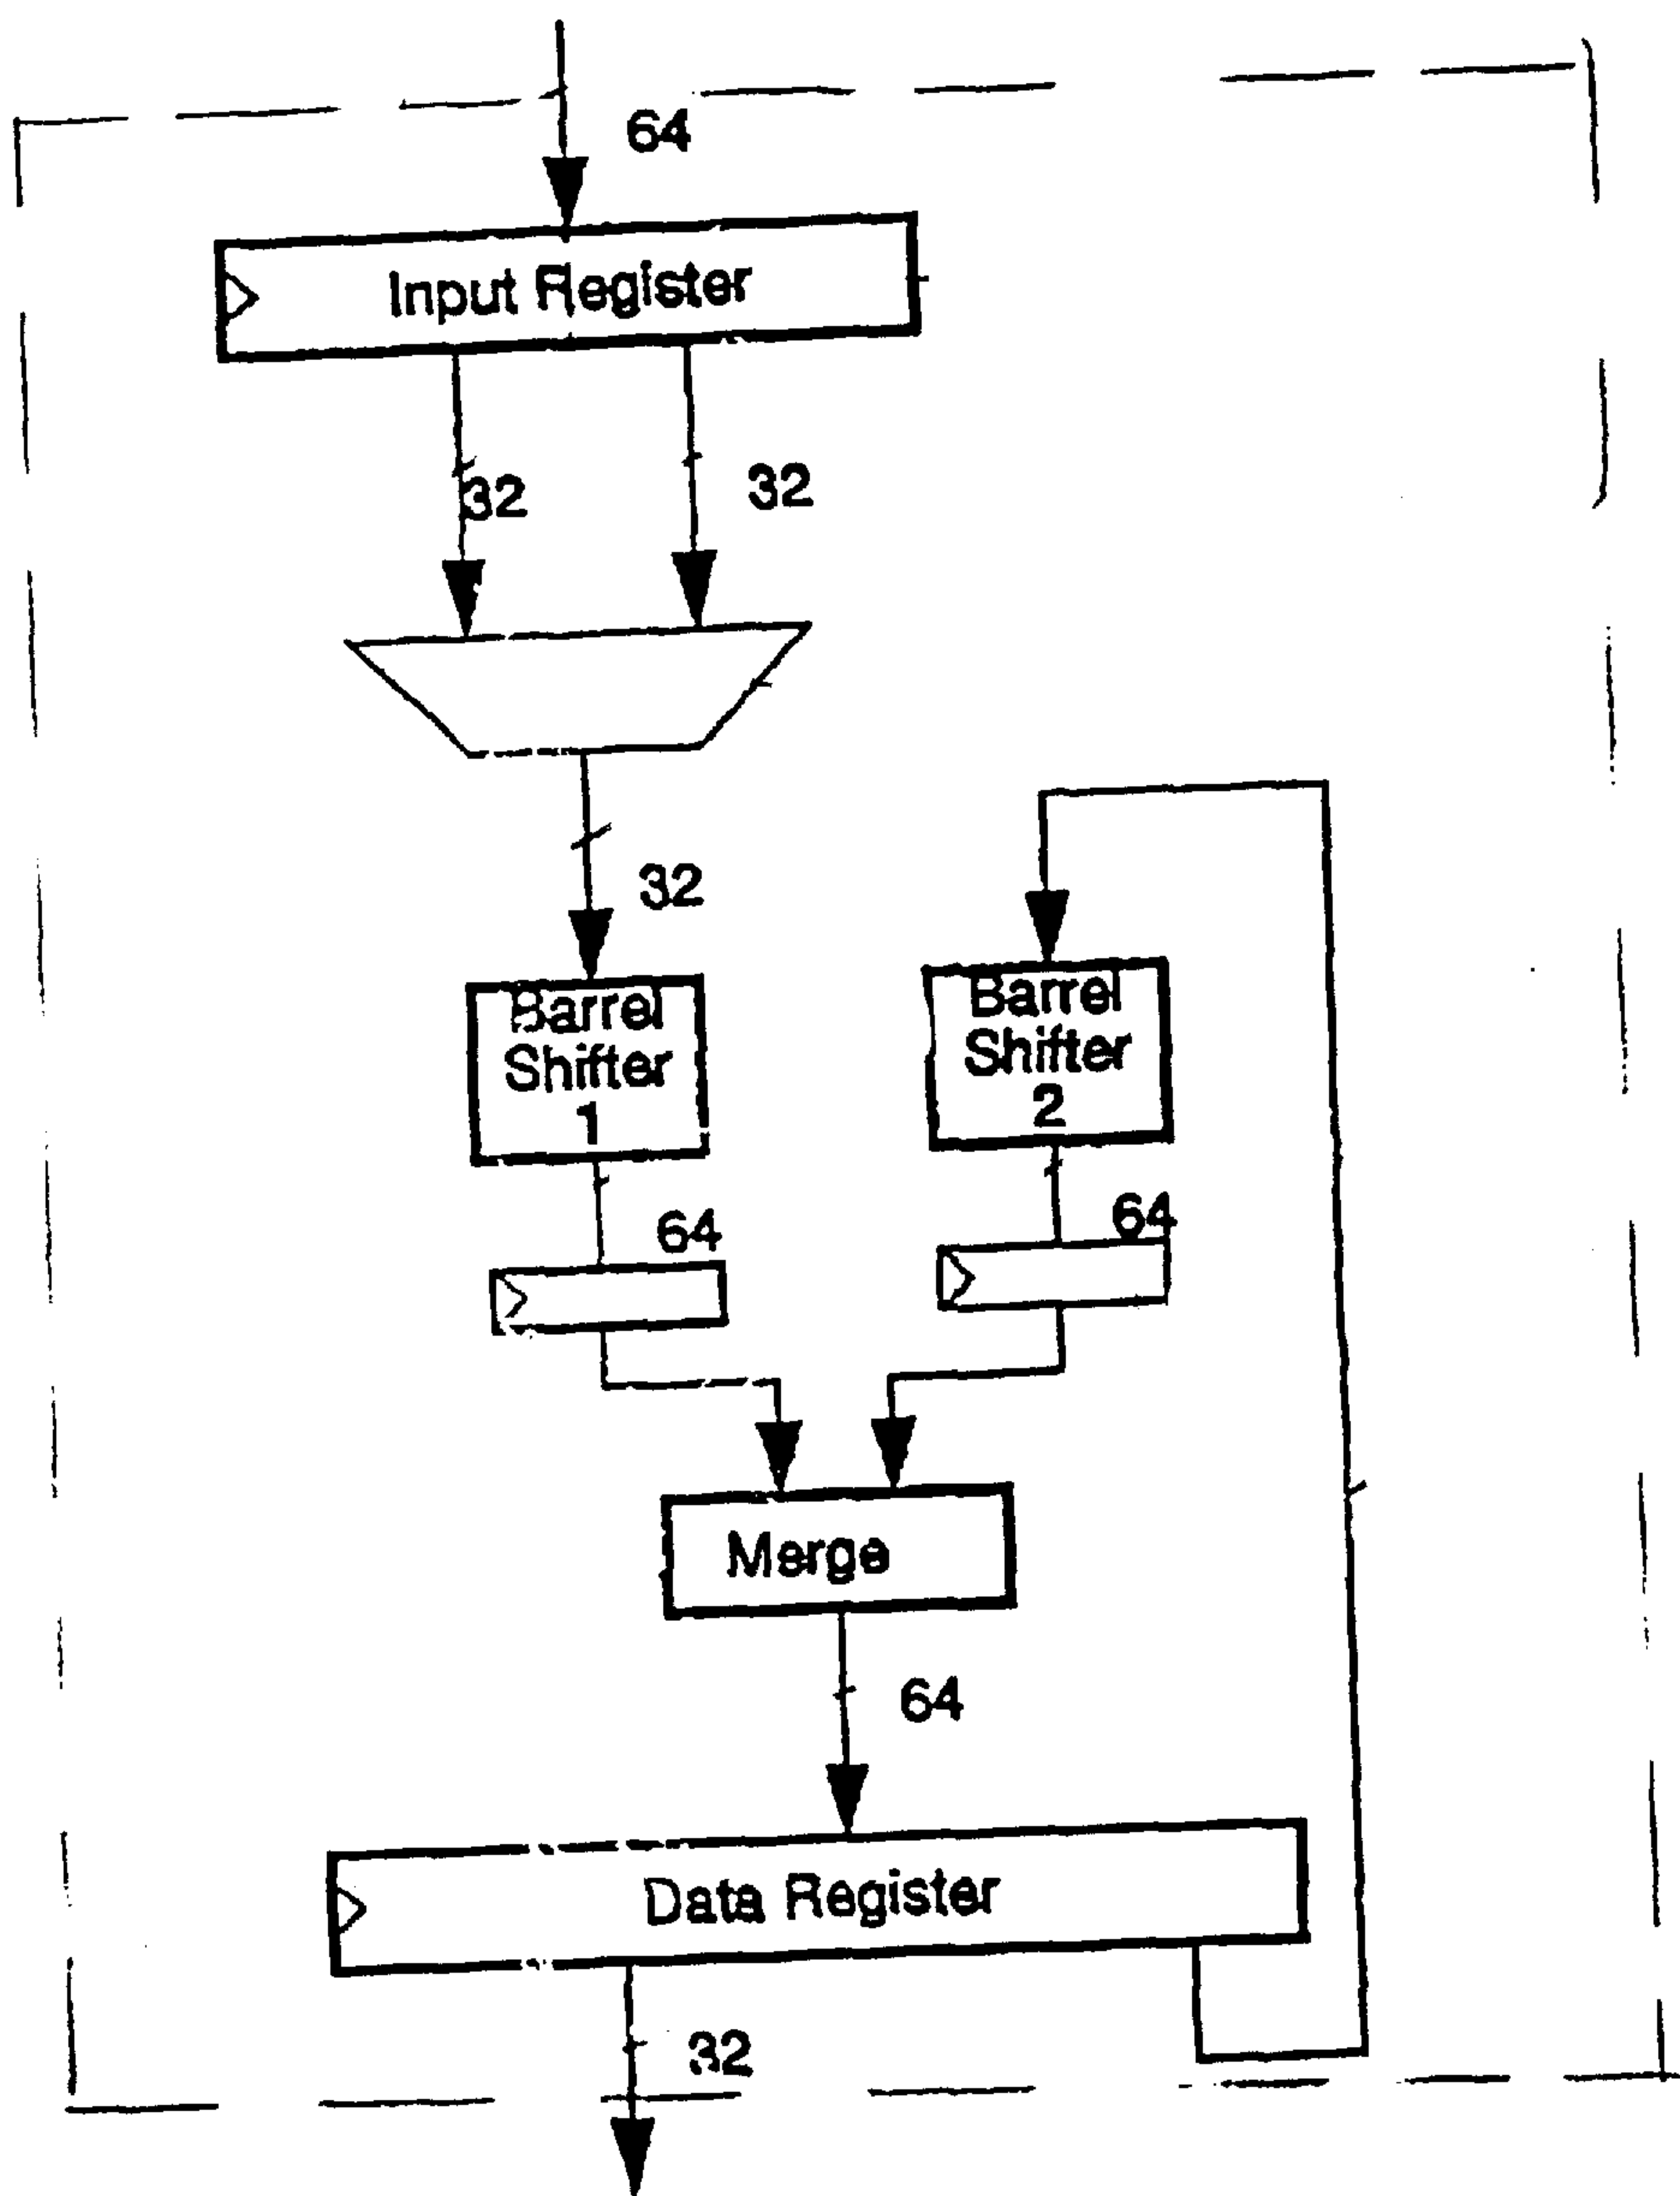 64
Input Register
32
32
32
Barrel
Shifter
1
Barrel
Shifter
2
64
64
Merge
64
Data Register
32